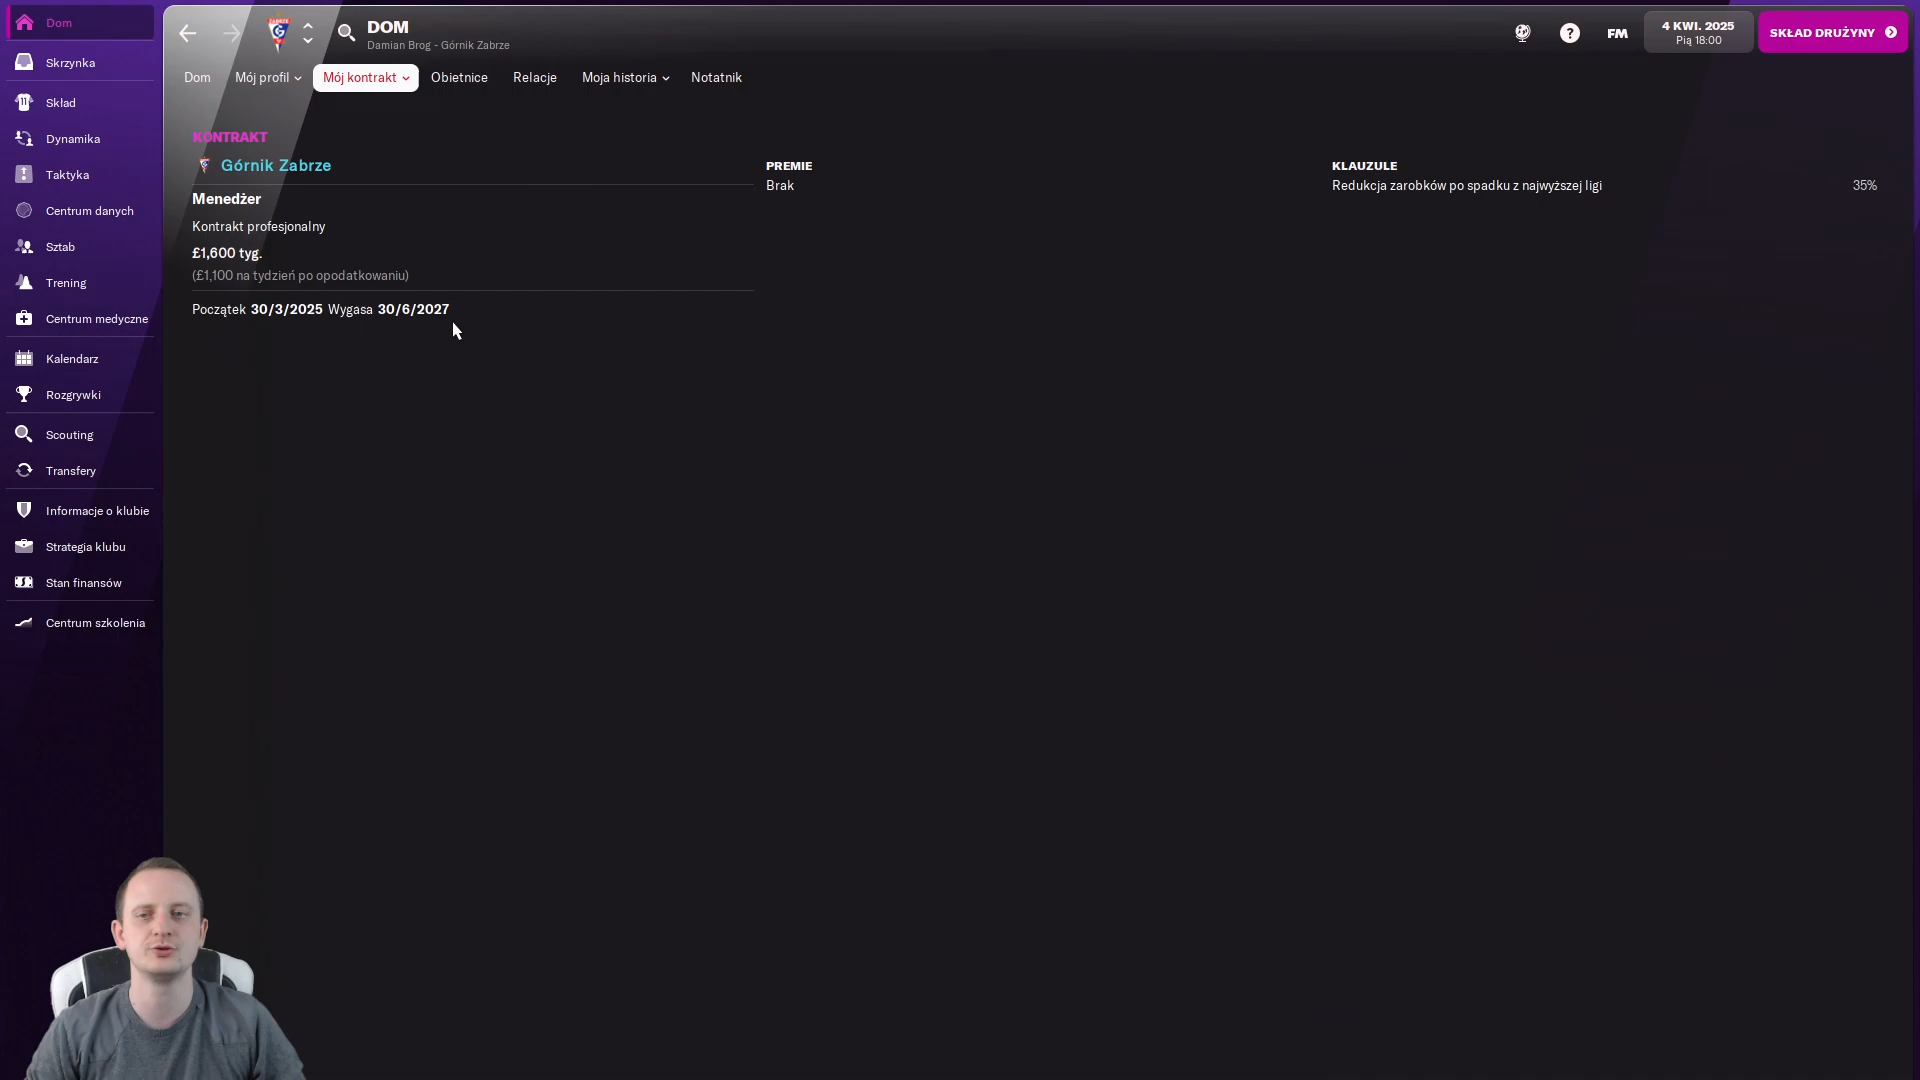 Dom
Skrzynka
Skład
Dynamika
Taktyka
Centrum danych
Sztab
Trening
Centrum medyczne
Kalendarz
Rozgrywki
Scouting
Transfery
Informacje o klubie
Strategia klubu
Stan finansów
Centrum szkolenia
DOM
Damian Brog - Górnik Zabrze
FM
4 KWI. 2025
Pią 18:00
SKŁAD DRUŻYNY
Dom Mój profil Mój kontrakt Obietnice Relacje Moja historia Notatnik
KONTRAKT
Górnik Zabrze
Menedżer
Kontrakt profesjonalny
£1,600 tyg.
(£1,100 na tydzień po opodatkowaniu)
Początek 30/3/2025 Wygasa 30/6/2027
PREMIE
Brak
KLAUZULE
Redukcja zarobków po spadku z najwyższej ligi 35%